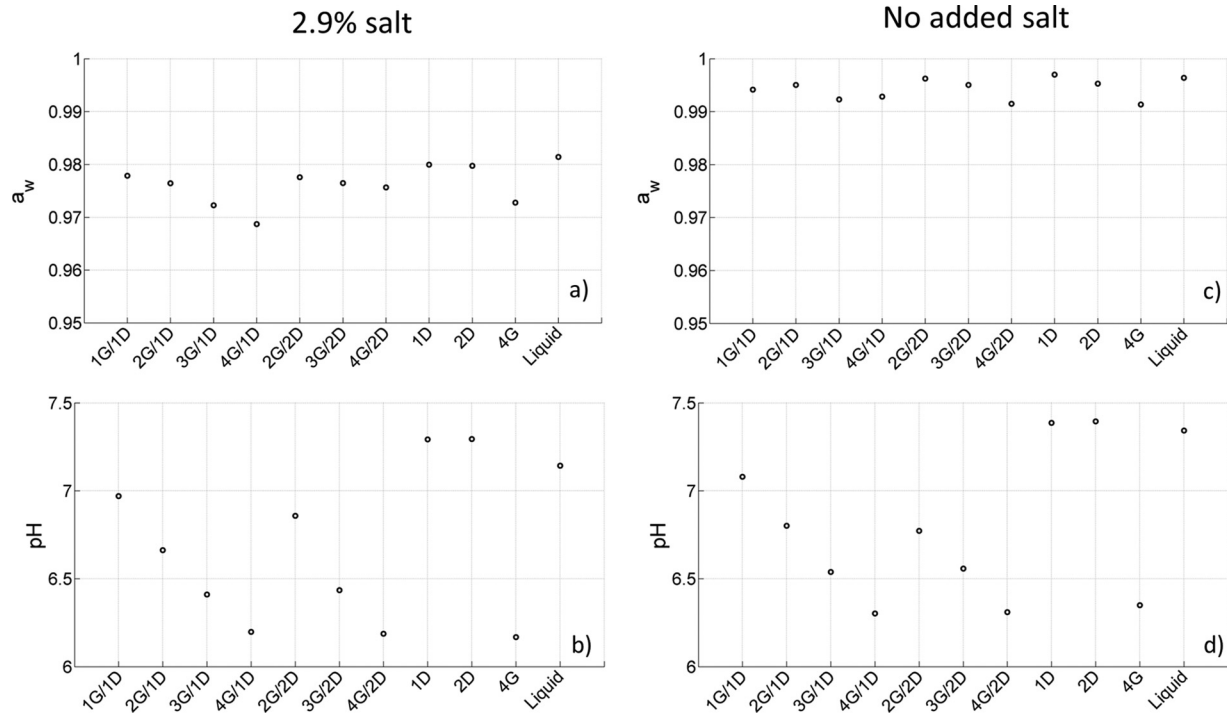 2.9% salt
No added salt
1
0.99
0.98
0.97
0.96
0.95
a_w
a)
1G/1D
2G/1D
3G/1D
4G/1D
2G/2D
3G/2D
4G/2D
1D
2D
4G
Liquid
1
0.99
0.98
0.97
0.96
0.95
a_w
c)
1G/1D
2G/1D
3G/1D
4G/1D
2G/2D
3G/2D
4G/2D
1D
2D
4G
Liquid
7.5
7
6.5
6
pH
b)
1G/1D
2G/1D
3G/1D
4G/1D
2G/2D
3G/2D
4G/2D
1D
2D
4G
Liquid
7.5
7
6.5
6
pH
d)
1G/1D
2G/1D
3G/1D
4G/1D
2G/2D
3G/2D
4G/2D
1D
2D
4G
Liquid